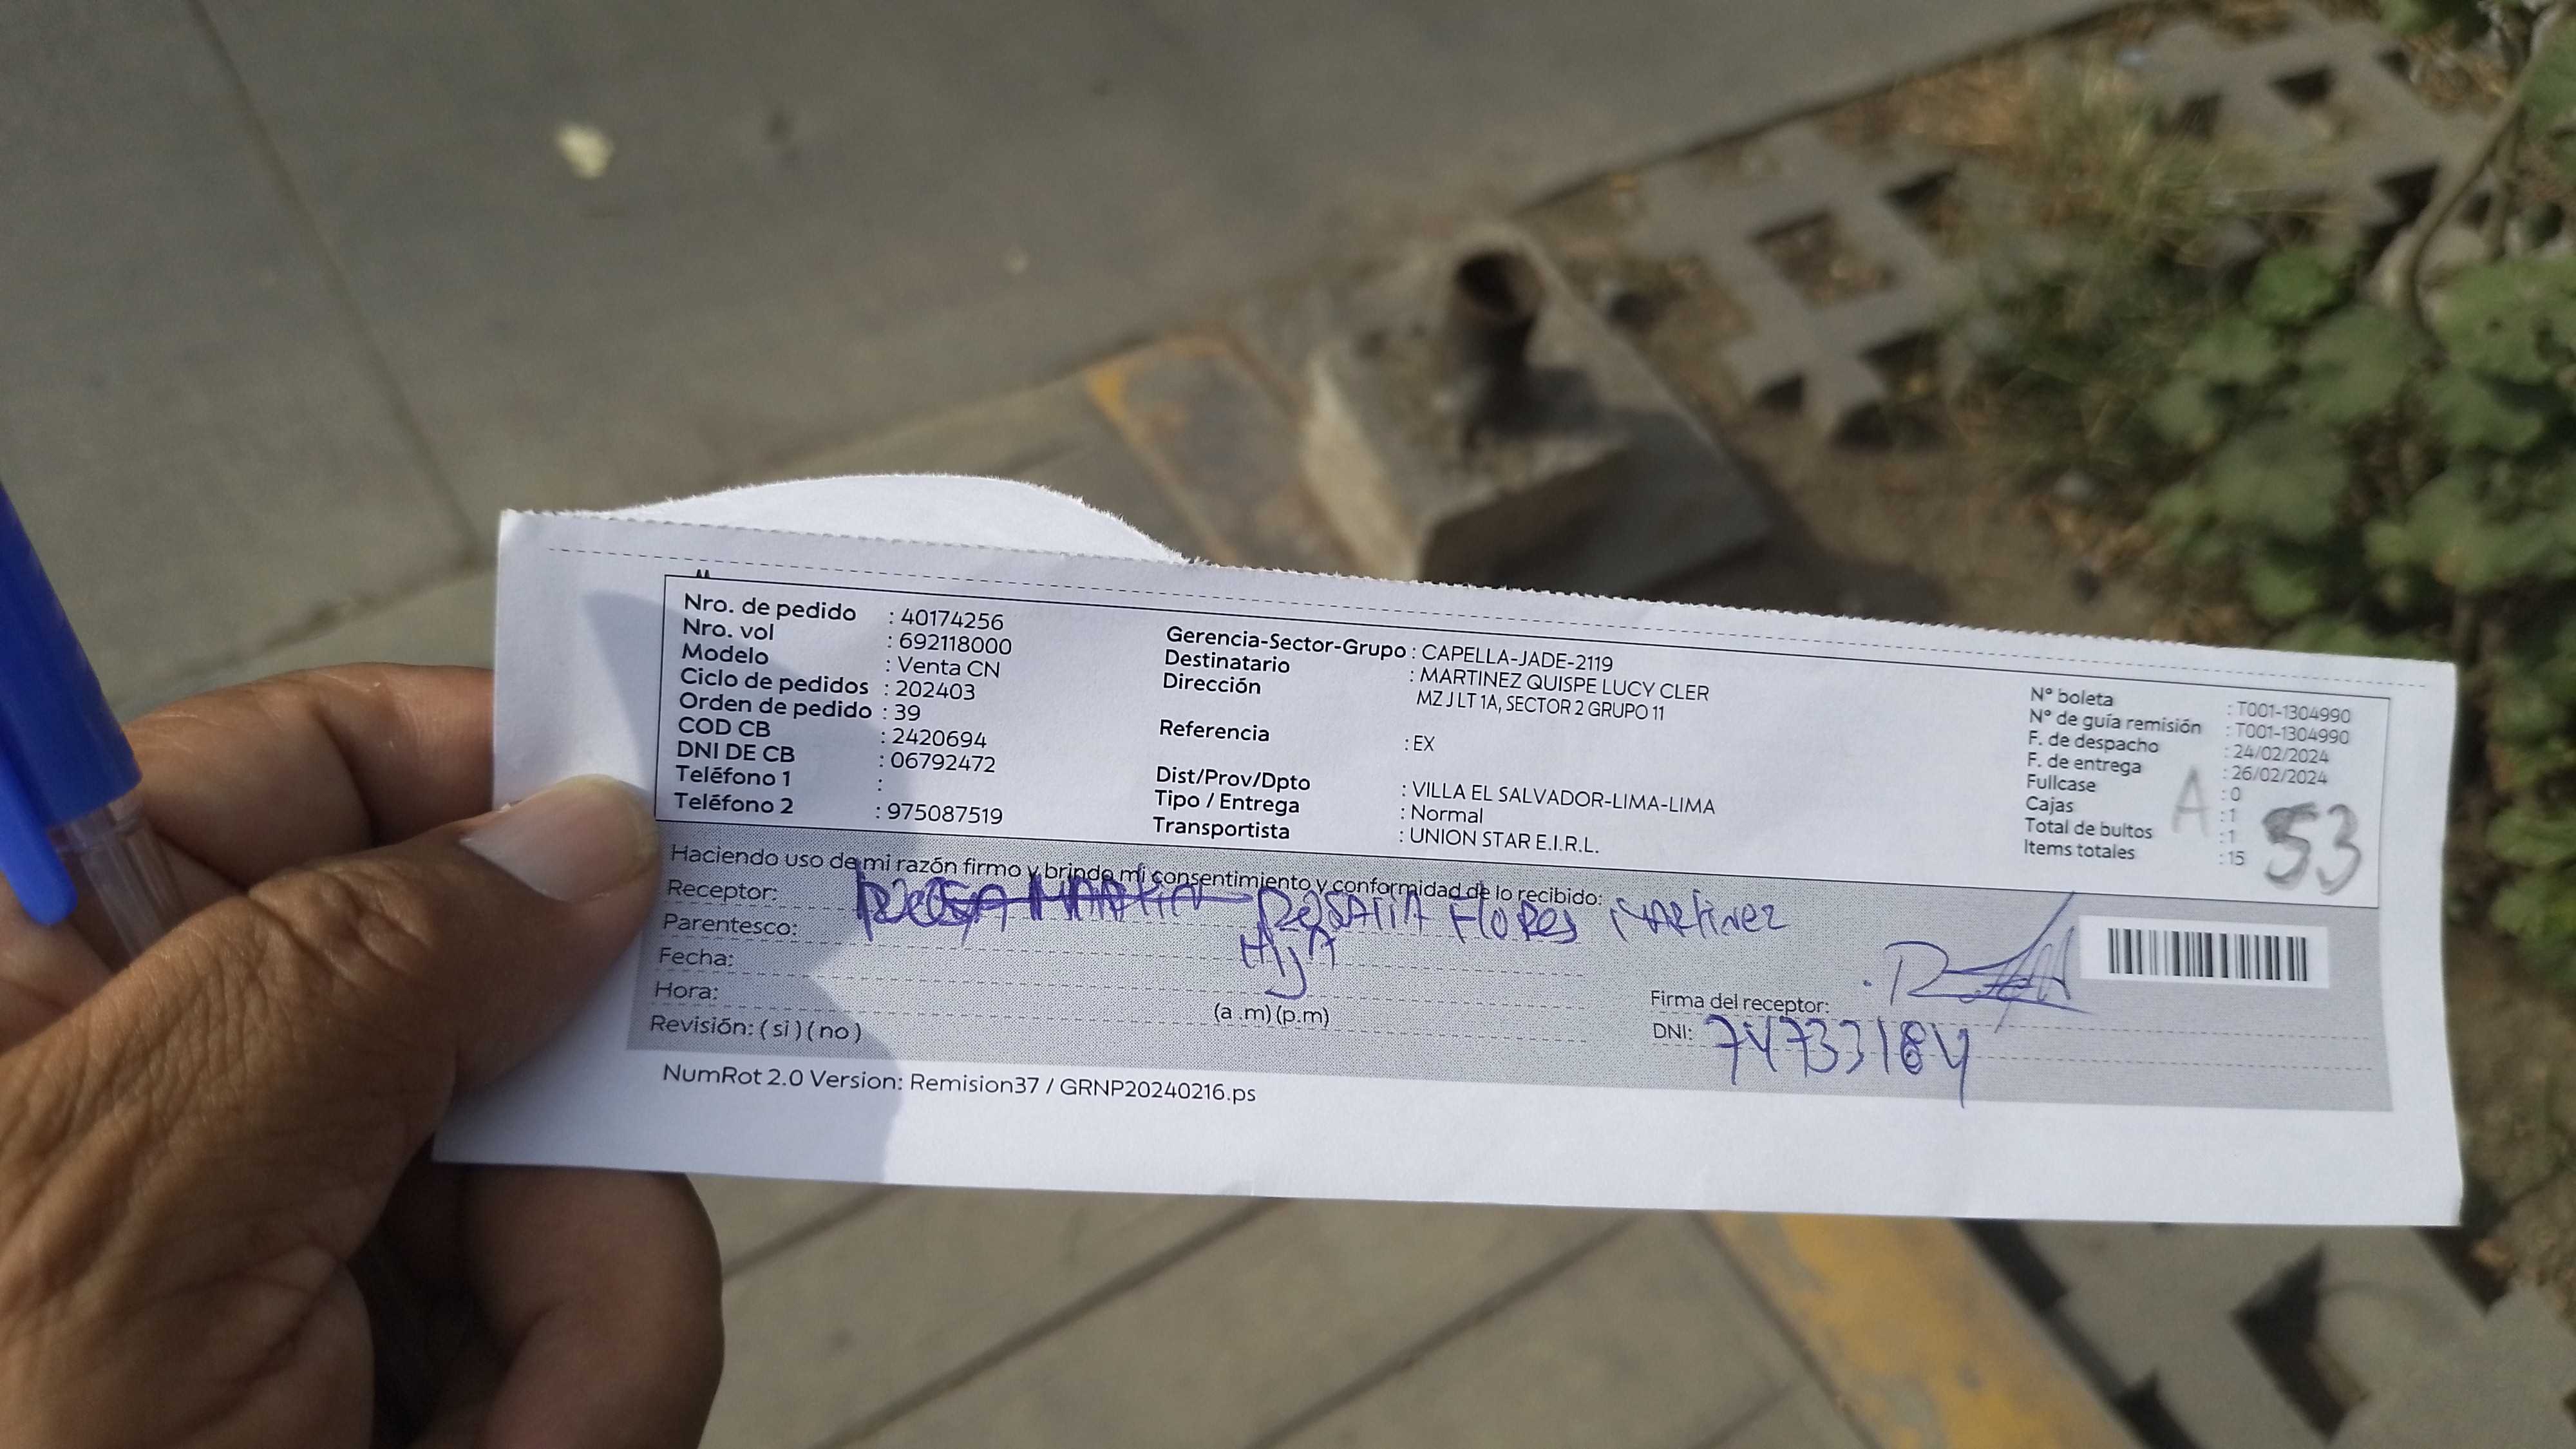 Nro. de pedido : 40174256
Nro. vol : 692118000
Modelo : Venta CN
Ciclo de pedidos : 202403
Orden de pedido : 39
COD CB : 2420694
DNI DE CB : 06792472
Teléfono 1 :
Teléfono 2 : 975087519
Gerencia-Sector-Grupo : CAPELLA-JADE-2119
Destinatario : MARTINEZ QUISPE LUCY CLER
Dirección MZ J LT 1A, SECTOR 2 GRUPO 11
Referencia : EX
Dist/Prov/Dpto : VILLA EL SALVADOR-LIMA-LIMA
Tipo / Entrega : Normal
Transportista : UNION STAR E.I.R.L.
N° boleta : T001-1304990
N° de guía remisión : T001-1304990
F. de despacho : 24/02/2024
F. de entrega : 26/02/2024
Fullcase : 0
Cajas : 1
Total de bultos : 1
Items totales : 15
A 53
Haciendo uso de mi razón firmo y brindo mi consentimiento y conformidad de lo recibido:
Receptor: ROSALIA FLORES MARTINEZ
Parentesco: HIJA
Fecha:
Hora: (a .m) (p.m)
Revisión: ( si ) ( no )
Firma del receptor:
DNI: 74733184
NumRot 2.0 Version: Remision37 / GRNP20240216.ps